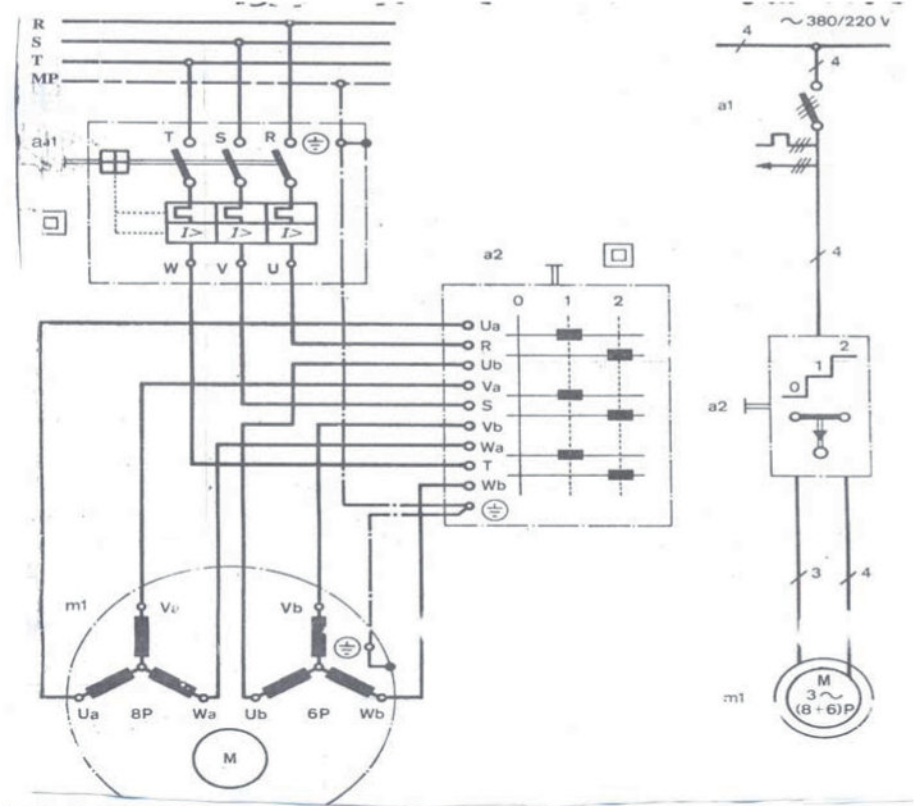 R
S
T
MP
T S R
I> I> I>
W V U
a2
0 1 2
Ua
R
Ub
Va
S
Vb
Wa
T
Wb
m1
Vb
Ua 8P Wa Ub 6P Wb
M
~ 380/220 V
4
4
a1
4
2
1
0
a2
3 4
m1
M
3 ~
(8+6)P